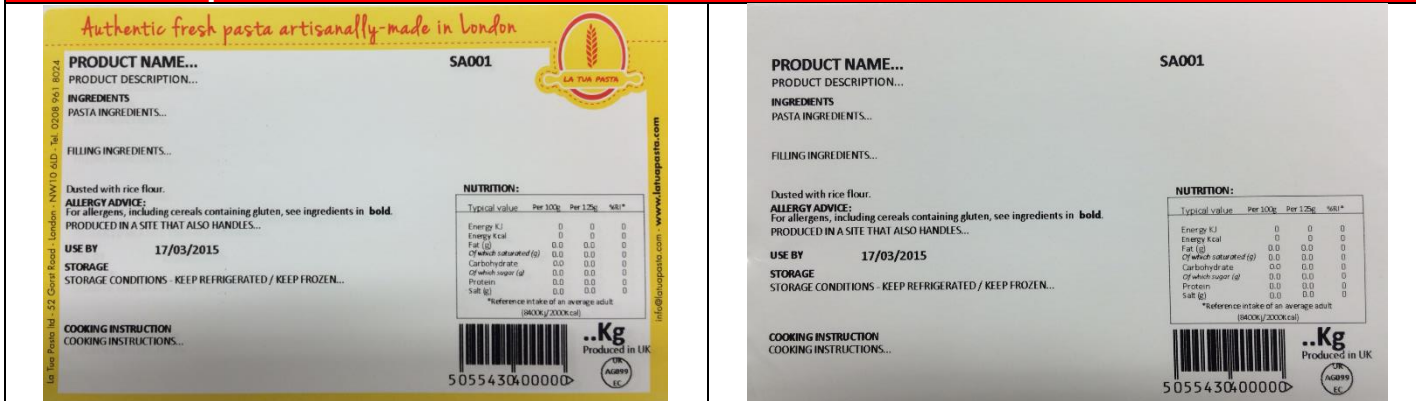 Authentic fresh pasta artisanally-made in London
LA TUA PASTA
La Tua Pasta ltd - 52 Gorst Road - London - NW10 6LD - Tel. 0208 961 8024
PRODUCT NAME... SA001
PRODUCT DESCRIPTION...
INGREDIENTS
PASTA INGREDIENTS...
FILLING INGREDIENTS...
Dusted with rice flour.
ALLERGY ADVICE:
For allergens, including cereals containing gluten, see ingredients in bold.
PRODUCED IN A SITE THAT ALSO HANDLES...
USE BY 17/03/2015
STORAGE
STORAGE CONDITIONS - KEEP REFRIGERATED / KEEP FROZEN...
COOKING INSTRUCTION
COOKING INSTRUCTIONS...
NUTRITION:
Typical value Per 100g Per 125g %RI*
Energy KJ 0 0 0
Energy Kcal 0 0 0
Fat (g) 0.0 0.0 0
Of which saturated (g) 0.0 0.0 0
Carbohydrate 0.0 0.0 0
Of which sugar (g) 0.0 0.0 0
Protein 0.0 0.0 0
Salt (g) 0.0 0.0 0
*Reference intake of an average adult
(8400Kj/2000Kcal)
..Kg
Produced in UK
UK
AG099
EC
5055430400000>
info@latuapasta.com - www.latuapasta.com
PRODUCT NAME... SA001
PRODUCT DESCRIPTION...
INGREDIENTS
PASTA INGREDIENTS...
FILLING INGREDIENTS...
Dusted with rice flour.
ALLERGY ADVICE:
For allergens, including cereals containing gluten, see ingredients in bold.
PRODUCED IN A SITE THAT ALSO HANDLES...
USE BY 17/03/2015
STORAGE
STORAGE CONDITIONS - KEEP REFRIGERATED / KEEP FROZEN...
COOKING INSTRUCTION
COOKING INSTRUCTIONS...
NUTRITION:
Typical value Per 100g Per 125g %RI*
Energy KJ 0 0 0
Energy Kcal 0 0 0
Fat (g) 0.0 0.0 0
Of which saturated (g) 0.0 0.0 0
Carbohydrate 0.0 0.0 0
Of which sugar (g) 0.0 0.0 0
Protein 0.0 0.0 0
Salt (g) 0.0 0.0 0
*Reference intake of an average adult
(8400Kj/2000Kcal)
..Kg
Produced in UK
UK
AG099
EC
5055430400000>